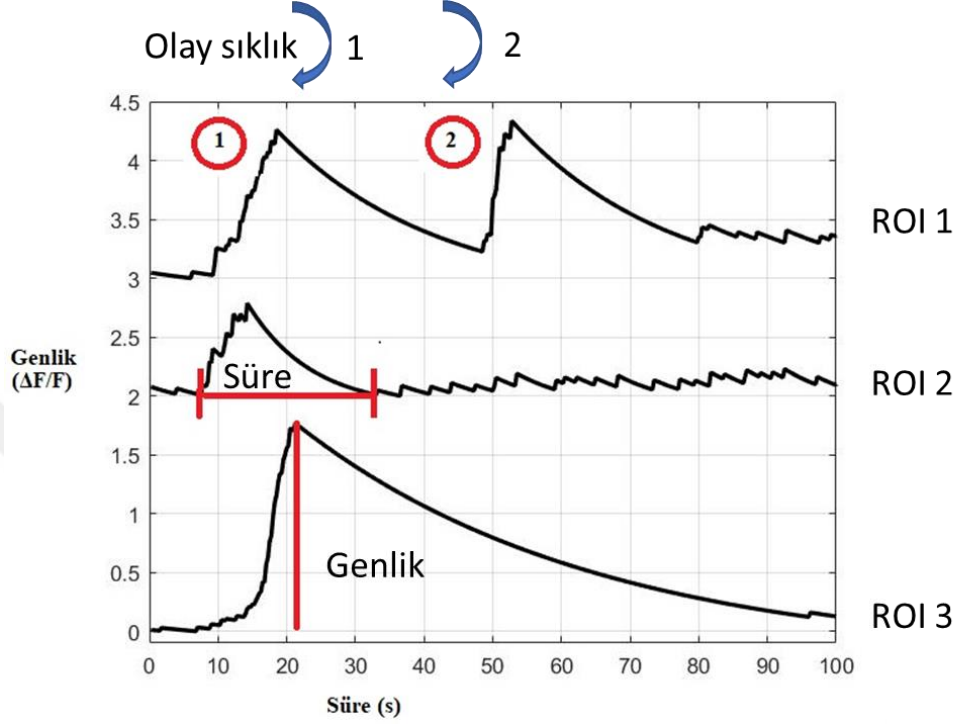 Olay sıklık 1 2
4.5
4
3.5
3
2.5
2
1.5
1
0.5
0
1
2
ROI 1
Genlik
(ΔF/F)
Süre
ROI 2
Genlik
ROI 3
0 10 20 30 40 50 60 70 80 90 100
Süre (s)